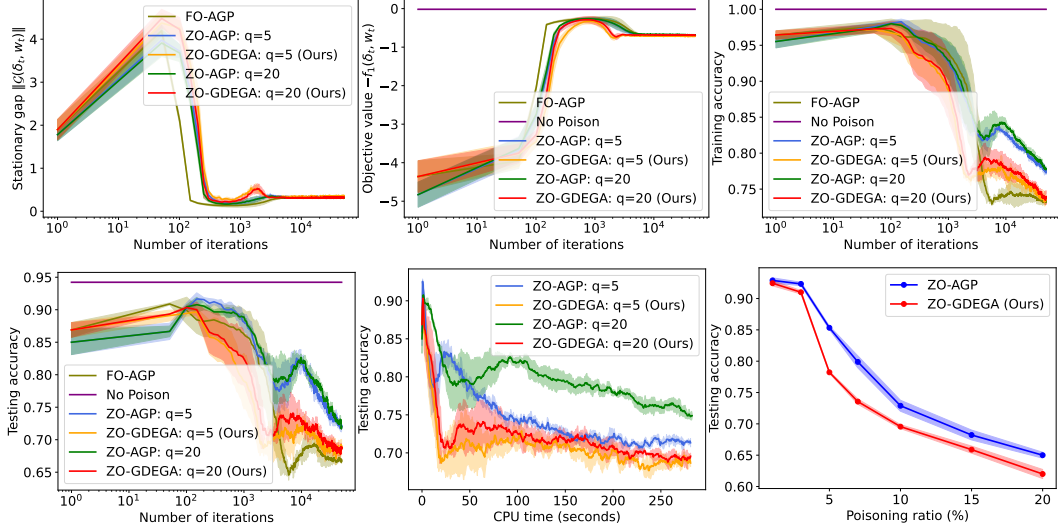 Stationary gap ‖𝒢(δt, wt)‖
4
3
2
1
0
10^0 10^1 10^2 10^3 10^4
Number of iterations
FO-AGP
ZO-AGP: q=5
ZO-GDEGA: q=5 (Ours)
ZO-AGP: q=20
ZO-GDEGA: q=20 (Ours)
Objective value −f1(δt, wt)
0
−1
−2
−3
−4
−5
10^0 10^1 10^2 10^3 10^4
Number of iterations
FO-AGP
No Poison
ZO-AGP: q=5
ZO-GDEGA: q=5 (Ours)
ZO-AGP: q=20
ZO-GDEGA: q=20 (Ours)
Training accuracy
1.00
0.95
0.90
0.85
0.80
0.75
10^0 10^1 10^2 10^3 10^4
Number of iterations
FO-AGP
No Poison
ZO-AGP: q=5
ZO-GDEGA: q=5 (Ours)
ZO-AGP: q=20
ZO-GDEGA: q=20 (Ours)
Testing accuracy
0.95
0.90
0.85
0.80
0.75
0.70
0.65
10^0 10^1 10^2 10^3 10^4
Number of iterations
FO-AGP
No Poison
ZO-AGP: q=5
ZO-GDEGA: q=5 (Ours)
ZO-AGP: q=20
ZO-GDEGA: q=20 (Ours)
Testing accuracy
0.90
0.85
0.80
0.75
0.70
0 50 100 150 200 250
CPU time (seconds)
ZO-AGP: q=5
ZO-GDEGA: q=5 (Ours)
ZO-AGP: q=20
ZO-GDEGA: q=20 (Ours)
Testing accuracy
0.90
0.85
0.80
0.75
0.70
0.65
0.60
5 10 15 20
Poisoning ratio (%)
ZO-AGP
ZO-GDEGA (Ours)